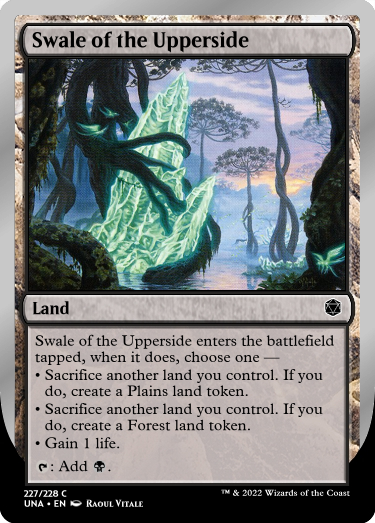 Swale of the Upperside
Land
Swale of the Upperside enters the battlefield
tapped, when it does, choose one —
• Sacrifice another land you control. If you
do, create a Plains land token.
• Sacrifice another land you control. If you
do, create a Forest land token.
• Gain 1 life.
: Add .
227/228 C
UNA • EN Raoul Vitale
™ & 2022 Wizards of the Coast